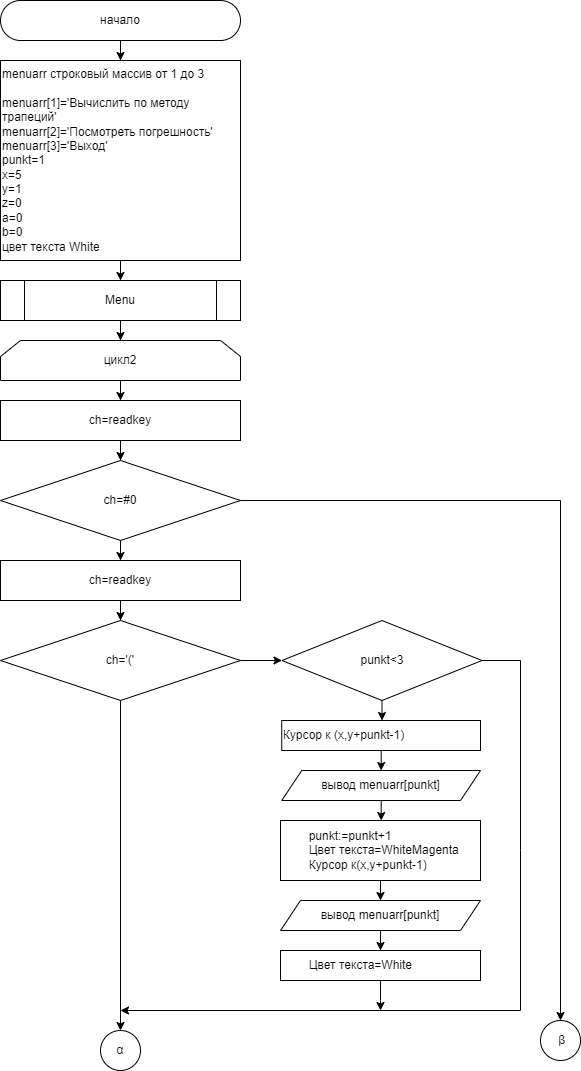 начало
menuarr строковый массив от 1 до 3
menuarr[1]='Вычислить по методу
трапеций'
menuarr[2]='Посмотреть погрешность'
menuarr[3]='Выход'
punkt=1
x=5
y=1
z=0
a=0
b=0
цвет текста White
Menu
цикл2
ch=readkey
ch=#0
ch=readkey
ch='('
punkt<3
Курсор к (x,y+punkt-1)
вывод menuarr[punkt]
punkt:=punkt+1
Цвет текста=WhiteMagenta
Курсор к(x,y+punkt-1)
вывод menuarr[punkt]
Цвет текста=White
α
β